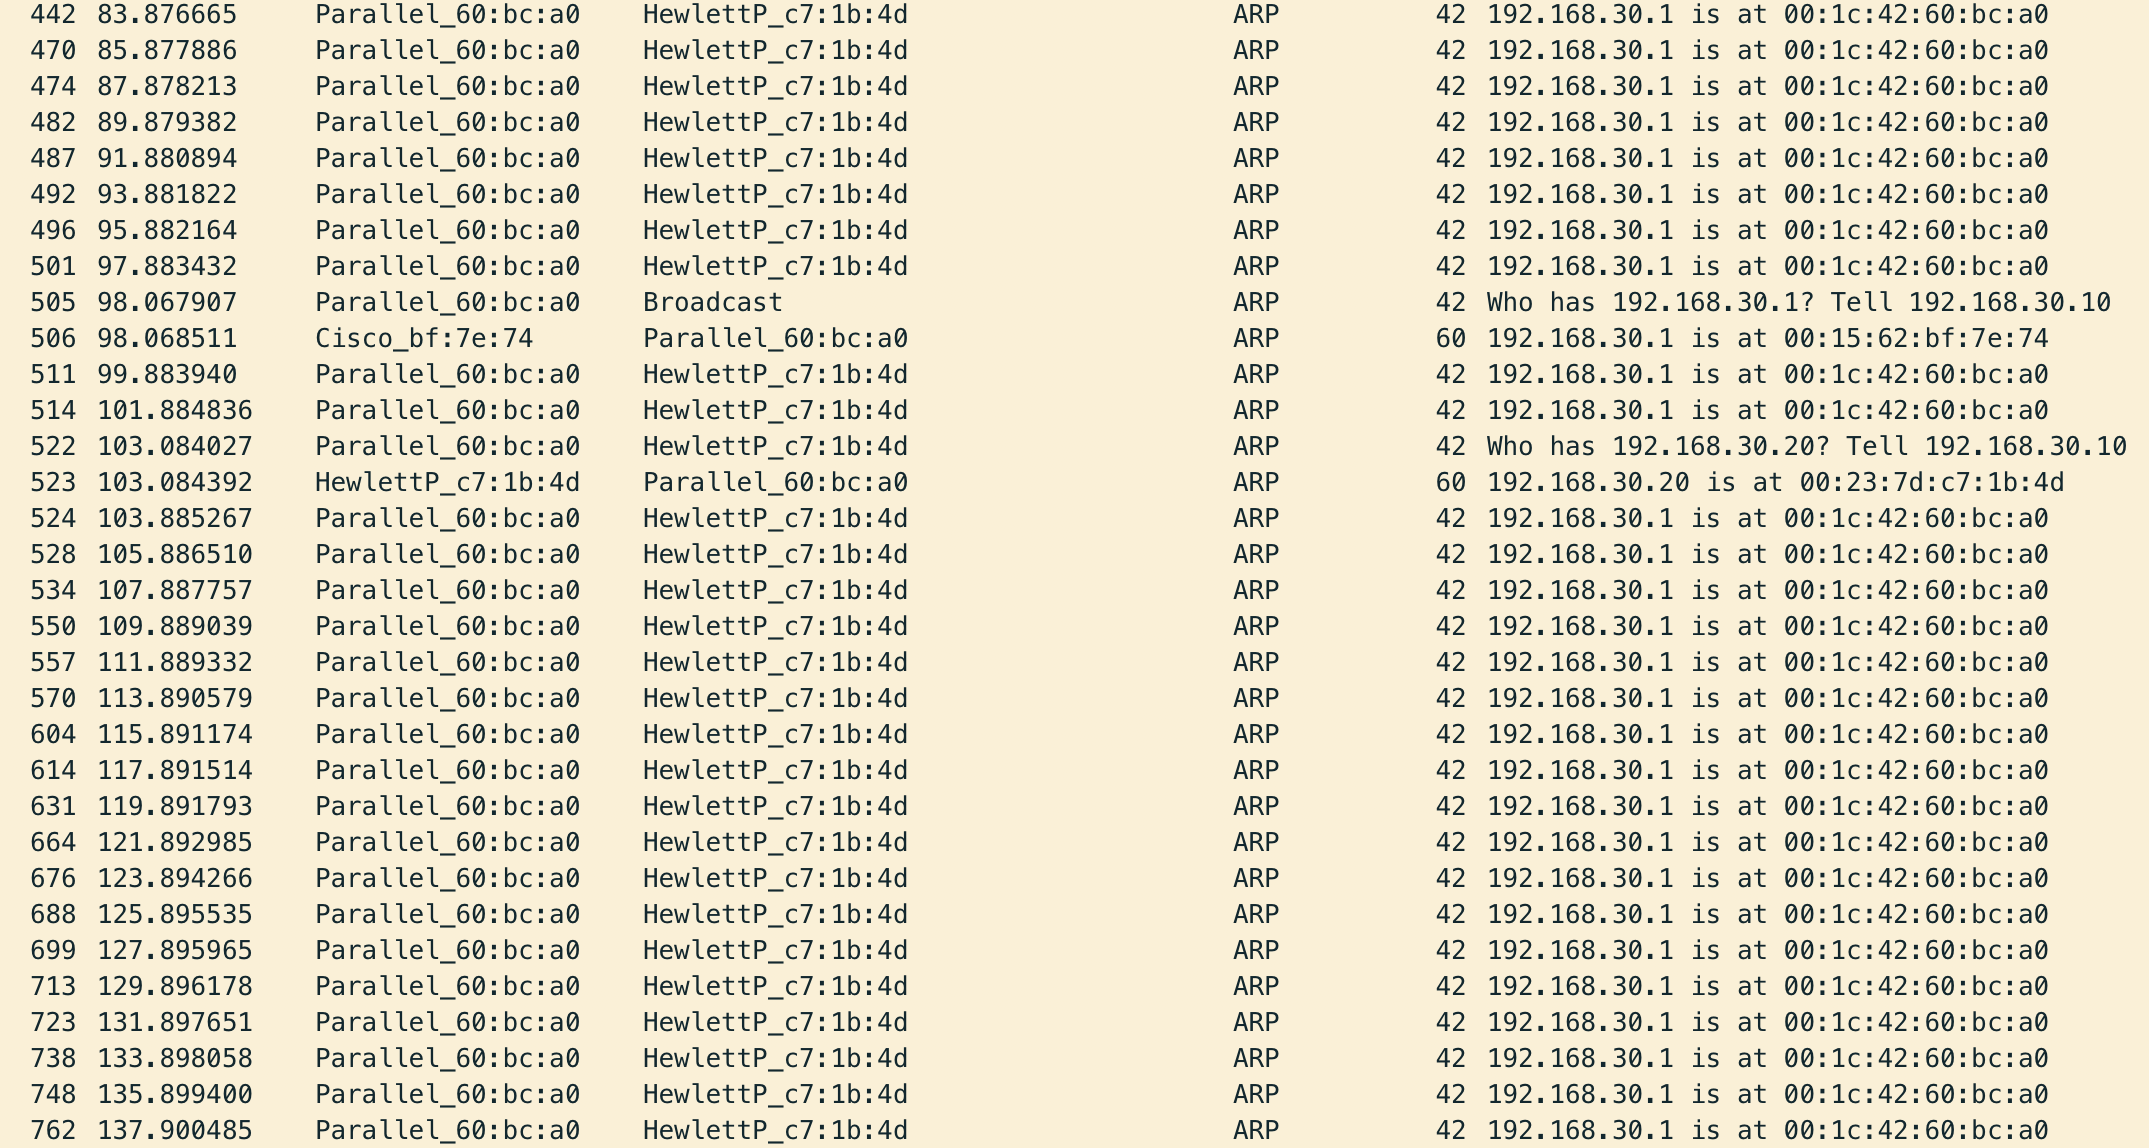 442 83.876665 Parallel_60:bc:a0 HewlettP_c7:1b:4d ARP 42 192.168.30.1 is at 00:1c:42:60:bc:a0
470 85.877886 Parallel_60:bc:a0 HewlettP_c7:1b:4d ARP 42 192.168.30.1 is at 00:1c:42:60:bc:a0
474 87.878213 Parallel_60:bc:a0 HewlettP_c7:1b:4d ARP 42 192.168.30.1 is at 00:1c:42:60:bc:a0
482 89.879382 Parallel_60:bc:a0 HewlettP_c7:1b:4d ARP 42 192.168.30.1 is at 00:1c:42:60:bc:a0
487 91.880894 Parallel_60:bc:a0 HewlettP_c7:1b:4d ARP 42 192.168.30.1 is at 00:1c:42:60:bc:a0
492 93.881822 Parallel_60:bc:a0 HewlettP_c7:1b:4d ARP 42 192.168.30.1 is at 00:1c:42:60:bc:a0
496 95.882164 Parallel_60:bc:a0 HewlettP_c7:1b:4d ARP 42 192.168.30.1 is at 00:1c:42:60:bc:a0
501 97.883432 Parallel_60:bc:a0 HewlettP_c7:1b:4d ARP 42 192.168.30.1 is at 00:1c:42:60:bc:a0
505 98.067907 Parallel_60:bc:a0 Broadcast ARP 42 Who has 192.168.30.1? Tell 192.168.30.10
506 98.068511 Cisco_bf:7e:74 Parallel_60:bc:a0 ARP 60 192.168.30.1 is at 00:15:62:bf:7e:74
511 99.883940 Parallel_60:bc:a0 HewlettP_c7:1b:4d ARP 42 192.168.30.1 is at 00:1c:42:60:bc:a0
514 101.884836 Parallel_60:bc:a0 HewlettP_c7:1b:4d ARP 42 192.168.30.1 is at 00:1c:42:60:bc:a0
522 103.084027 Parallel_60:bc:a0 HewlettP_c7:1b:4d ARP 42 Who has 192.168.30.20? Tell 192.168.30.10
523 103.084392 HewlettP_c7:1b:4d Parallel_60:bc:a0 ARP 60 192.168.30.20 is at 00:23:7d:c7:1b:4d
524 103.885267 Parallel_60:bc:a0 HewlettP_c7:1b:4d ARP 42 192.168.30.1 is at 00:1c:42:60:bc:a0
528 105.886510 Parallel_60:bc:a0 HewlettP_c7:1b:4d ARP 42 192.168.30.1 is at 00:1c:42:60:bc:a0
534 107.887757 Parallel_60:bc:a0 HewlettP_c7:1b:4d ARP 42 192.168.30.1 is at 00:1c:42:60:bc:a0
550 109.889039 Parallel_60:bc:a0 HewlettP_c7:1b:4d ARP 42 192.168.30.1 is at 00:1c:42:60:bc:a0
557 111.889332 Parallel_60:bc:a0 HewlettP_c7:1b:4d ARP 42 192.168.30.1 is at 00:1c:42:60:bc:a0
570 113.890579 Parallel_60:bc:a0 HewlettP_c7:1b:4d ARP 42 192.168.30.1 is at 00:1c:42:60:bc:a0
604 115.891174 Parallel_60:bc:a0 HewlettP_c7:1b:4d ARP 42 192.168.30.1 is at 00:1c:42:60:bc:a0
614 117.891514 Parallel_60:bc:a0 HewlettP_c7:1b:4d ARP 42 192.168.30.1 is at 00:1c:42:60:bc:a0
631 119.891793 Parallel_60:bc:a0 HewlettP_c7:1b:4d ARP 42 192.168.30.1 is at 00:1c:42:60:bc:a0
664 121.892985 Parallel_60:bc:a0 HewlettP_c7:1b:4d ARP 42 192.168.30.1 is at 00:1c:42:60:bc:a0
676 123.894266 Parallel_60:bc:a0 HewlettP_c7:1b:4d ARP 42 192.168.30.1 is at 00:1c:42:60:bc:a0
688 125.895535 Parallel_60:bc:a0 HewlettP_c7:1b:4d ARP 42 192.168.30.1 is at 00:1c:42:60:bc:a0
699 127.895965 Parallel_60:bc:a0 HewlettP_c7:1b:4d ARP 42 192.168.30.1 is at 00:1c:42:60:bc:a0
713 129.896178 Parallel_60:bc:a0 HewlettP_c7:1b:4d ARP 42 192.168.30.1 is at 00:1c:42:60:bc:a0
723 131.897651 Parallel_60:bc:a0 HewlettP_c7:1b:4d ARP 42 192.168.30.1 is at 00:1c:42:60:bc:a0
738 133.898058 Parallel_60:bc:a0 HewlettP_c7:1b:4d ARP 42 192.168.30.1 is at 00:1c:42:60:bc:a0
748 135.899400 Parallel_60:bc:a0 HewlettP_c7:1b:4d ARP 42 192.168.30.1 is at 00:1c:42:60:bc:a0
762 137.900485 Parallel_60:bc:a0 HewlettP_c7:1b:4d ARP 42 192.168.30.1 is at 00:1c:42:60:bc:a0